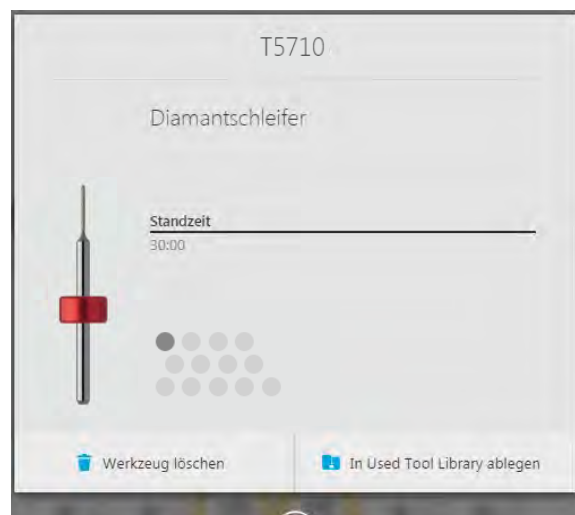 T5710
Diamantschleifer
Standzeit
30:00
Werkzeug löschen
In Used Tool Library ablegen